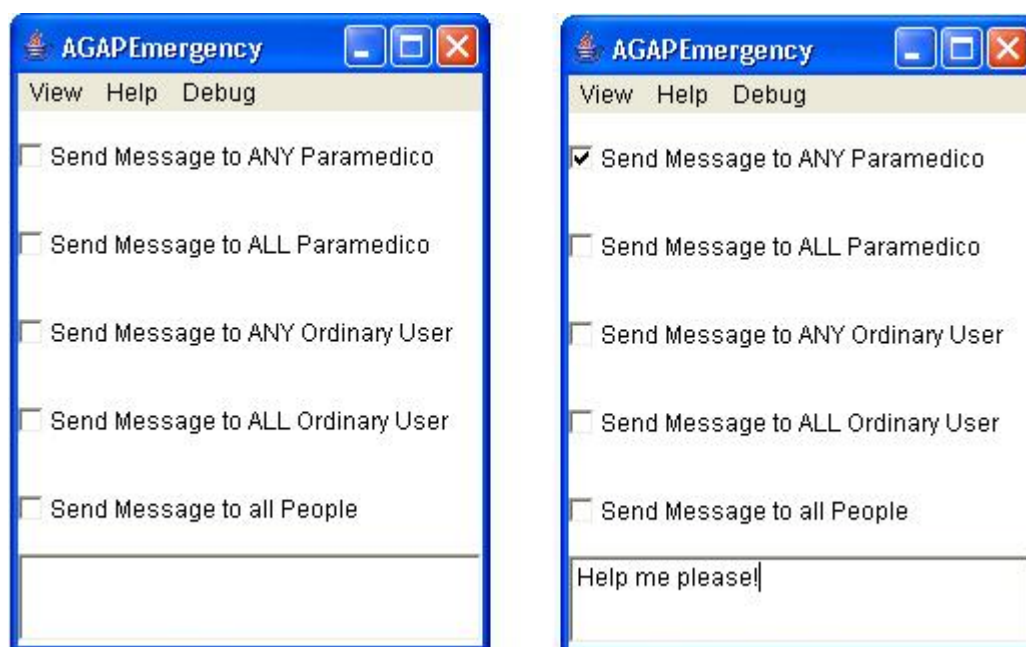 AGAPEmergency
View Help Debug
Send Message to ANY Paramedico
Send Message to ALL Paramedico
Send Message to ANY Ordinary User
Send Message to ALL Ordinary User
Send Message to all People
AGAPEmergency
View Help Debug
Send Message to ANY Paramedico
Send Message to ALL Paramedico
Send Message to ANY Ordinary User
Send Message to ALL Ordinary User
Send Message to all People
Help me please!